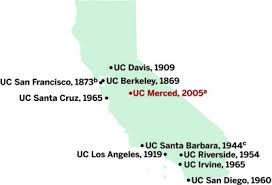 UC Davis, 1909
UC San Francisco, 1873ᵇ
UC Berkeley, 1869
UC Merced, 2005ᵃ
UC Santa Cruz, 1965
UC Santa Barbara, 1944ᶜ
UC Los Angeles, 1919
UC Riverside, 1954
UC Irvine, 1965
UC San Diego, 1960